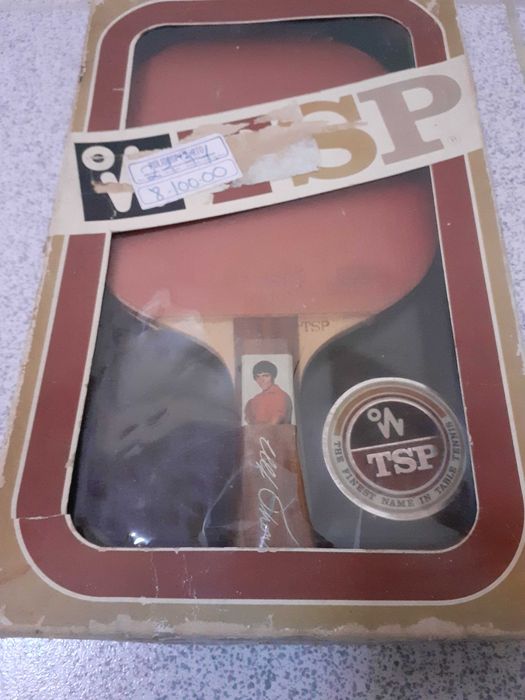 TSP
8.100.00
TSP
TSP
THE FINEST NAME IN TABLE TENNIS